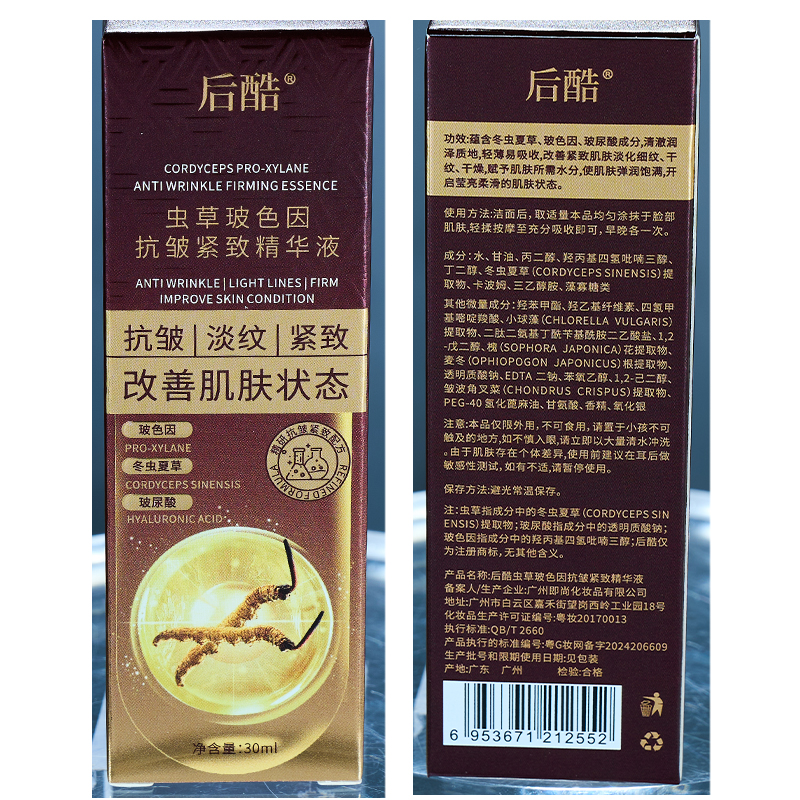 后酷®
CORDYCEPS PRO-XYLANE
ANTI WRINKLE FIRMING ESSENCE
虫草玻色因
抗皱紧致精华液
ANTI WRINKLE | LIGHT LINES | FIRM
IMPROVE SKIN CONDITION
抗皱|淡纹|紧致
改善肌肤状态
玻色因
PRO-XYLANE
冬虫夏草
CORDYCEPS SINENSIS
玻尿酸
HYALURONIC ACID
精研抗皱紧致配方
REFINED FORMULA
净含量:30ml
后酷®
功效:蕴含冬虫夏草、玻色因、玻尿酸成分,清澈润
泽质地,轻薄易吸收,改善紧致肌肤淡化细纹、干
纹、干燥,赋予肌肤所需水分,使肌肤弹润饱满,开
启莹亮柔滑的肌肤状态。
使用方法:洁面后,取适量本品均匀涂抹于脸部
肌肤,轻揉按摩至充分吸收即可,早晚各一次。
成分:水、甘油、丙二醇、羟丙基四氢吡喃三醇、
丁二醇、冬虫夏草(CORDYCEPS SINENSIS)提
取物、卡波姆、三乙醇胺、藻寡糖类
其他微量成分:羟苯甲酯、羟乙基纤维素、四氢甲
基嘧啶羧酸、小球藻(CHLORELLA VULGARIS)
提取物、二肽二氨基丁酰苄基酰胺二乙酸盐、1,2
-戊二醇、槐(SOPHORA JAPONICA)花提取物、
麦冬(OPHIOPOGON JAPONICUS)根提取物、
透明质酸钠、EDTA 二钠、苯氧乙醇、1,2-己二醇、
皱波角叉菜(CHONDRUS CRISPUS)提取物、
PEG-40 氢化蓖麻油、甘氨酸、香精、氧化银
注意:本品仅限外用,不可食用,请置于小孩不可
触及的地方,如不慎入眼,请立即以大量清水冲洗
.由于肌肤存在个体差异,使用前建议在耳后做
敏感性测试,如有不适,请暂停使用。
保存方法:避光常温保存。
注:虫草指成分中的冬虫夏草(CORDYCEPS SIN
ENSIS)提取物;玻尿酸指成分中的透明质酸钠;
玻色因指成分中的羟丙基四氢吡喃三醇;后酷仅
为注册商标,无其他含义。
产品名称:后酷虫草玻色因抗皱紧致精华液
备案人/生产企业:广州即尚化妆品有限公司
地址:广州市白云区嘉禾街望岗西岭工业园18号
化妆品生产许可证编号:粤妆20170013
执行标准:QB/T 2660
产品执行的标准编号:粤G妆网备字2024206609
生产批号和限期使用日期:见包装
产地:广东 广州 检验:合格
6 953671 212552